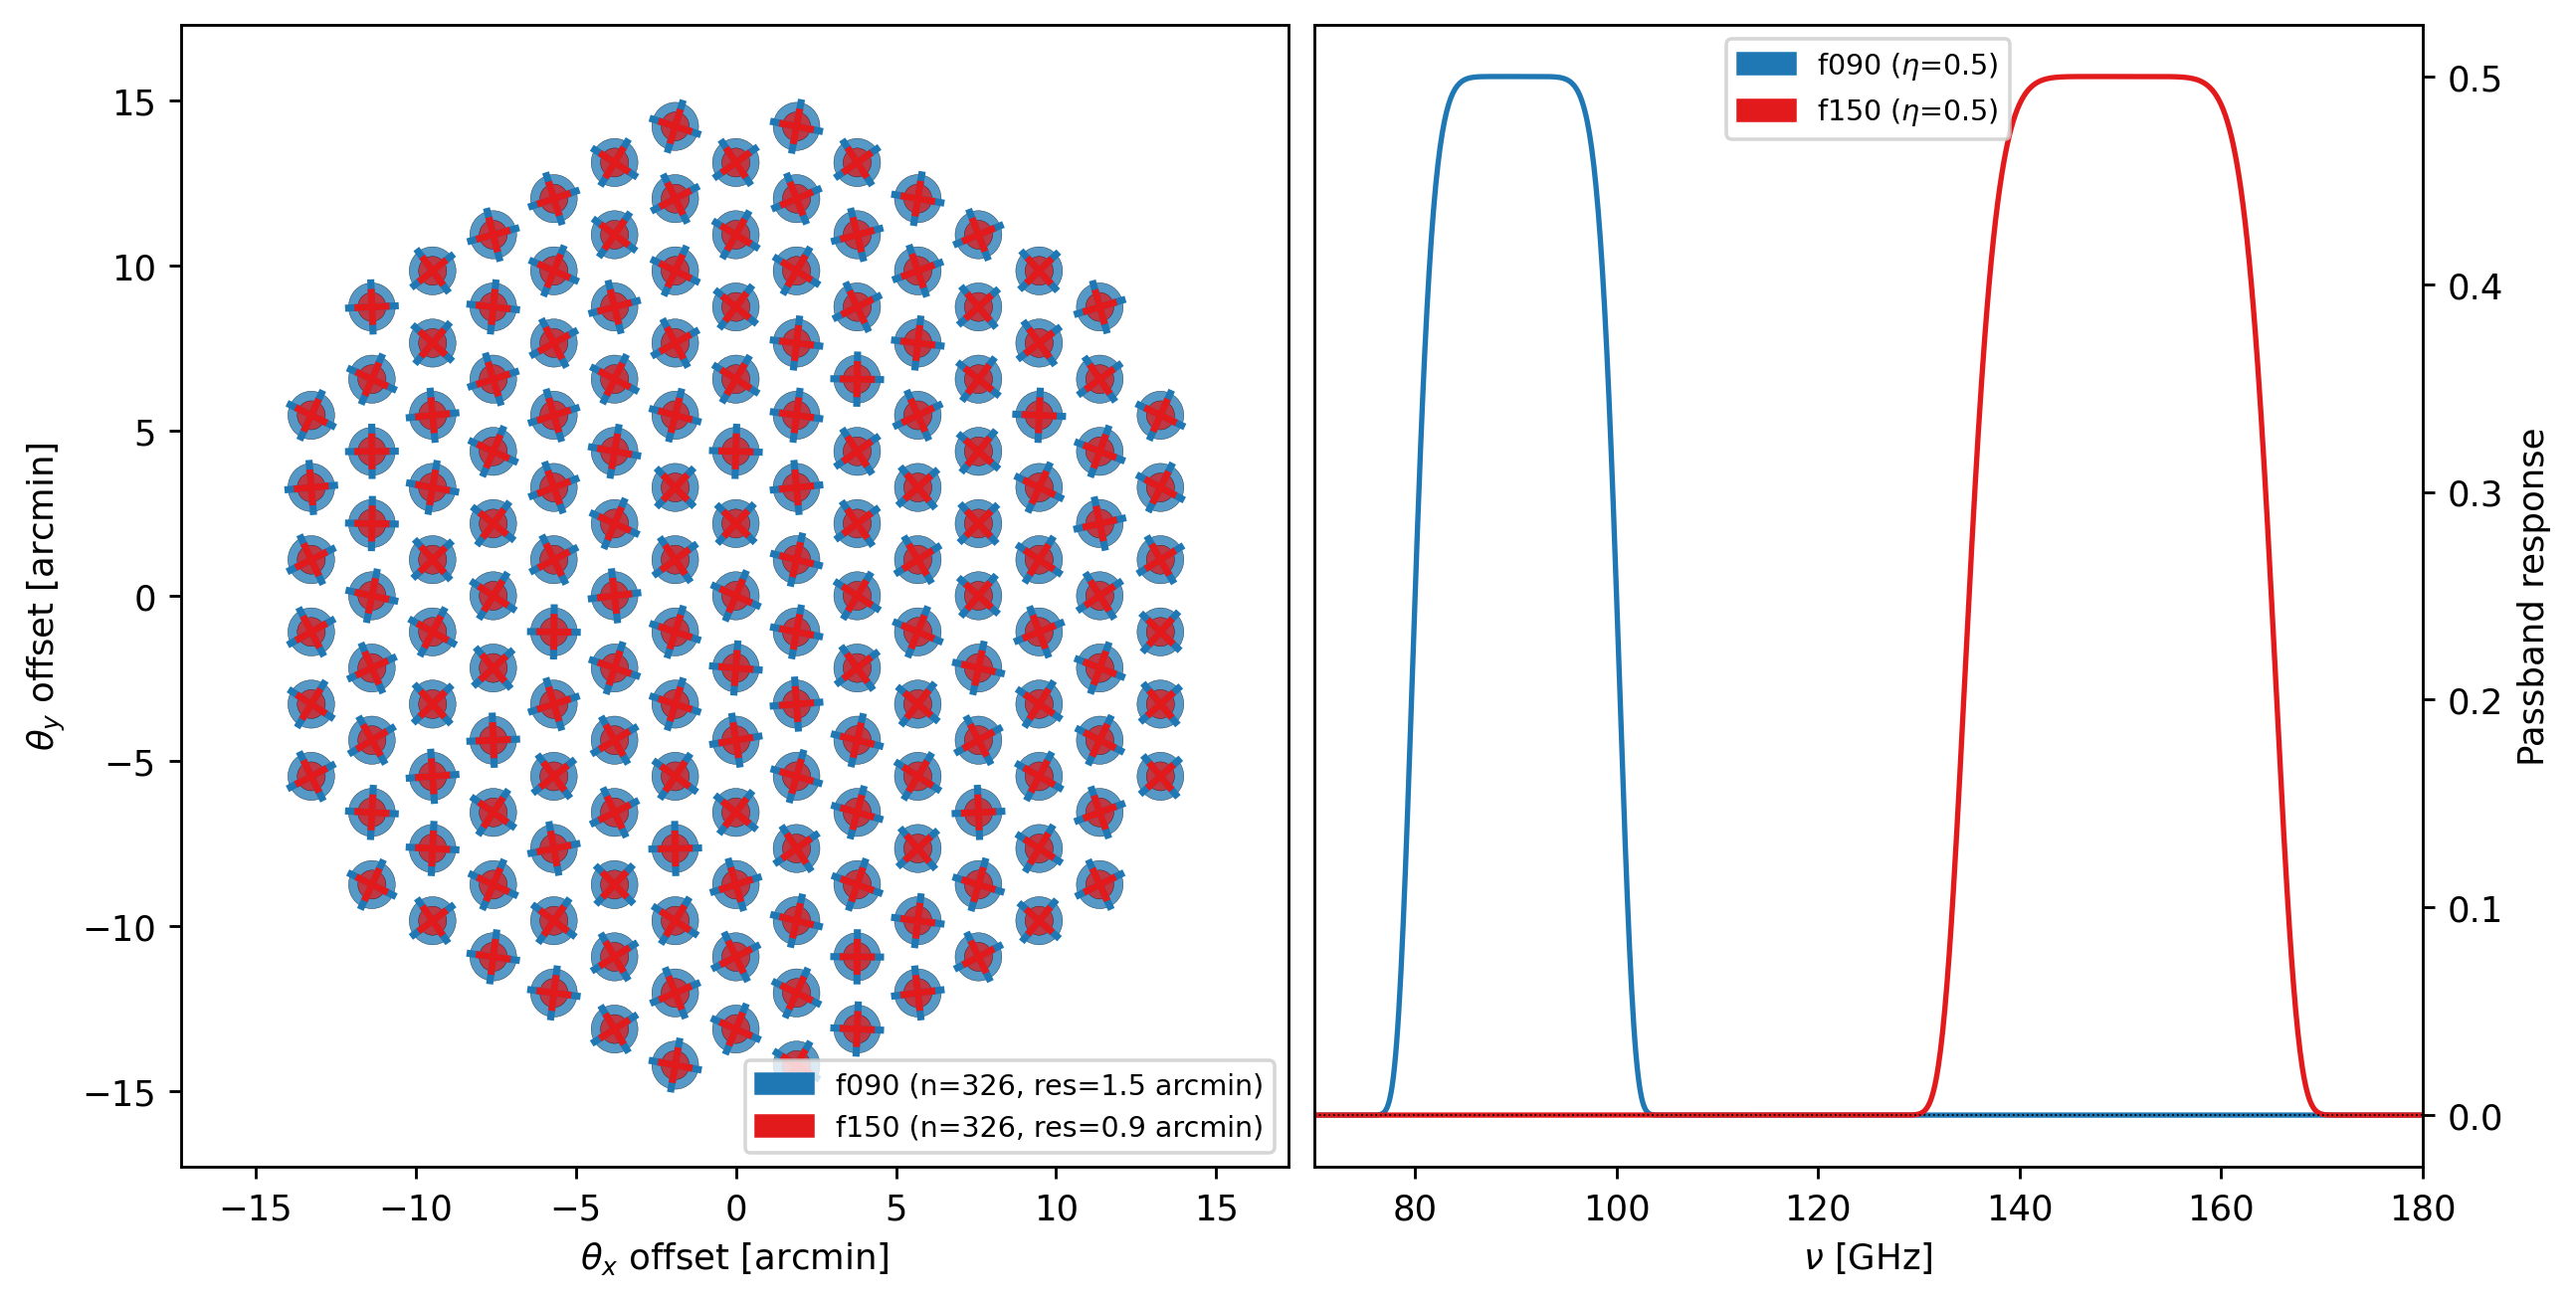 15
10
5
0
−5
−10
−15
θy offset [arcmin]
−15 −10 −5 0 5 10 15
θx offset [arcmin]
f090 (n=326, res=1.5 arcmin)
f150 (n=326, res=0.9 arcmin)
f090 (η=0.5)
f150 (η=0.5)
0.5
0.4
0.3
0.2
0.1
0.0
Passband response
80 100 120 140 160 180
ν [GHz]